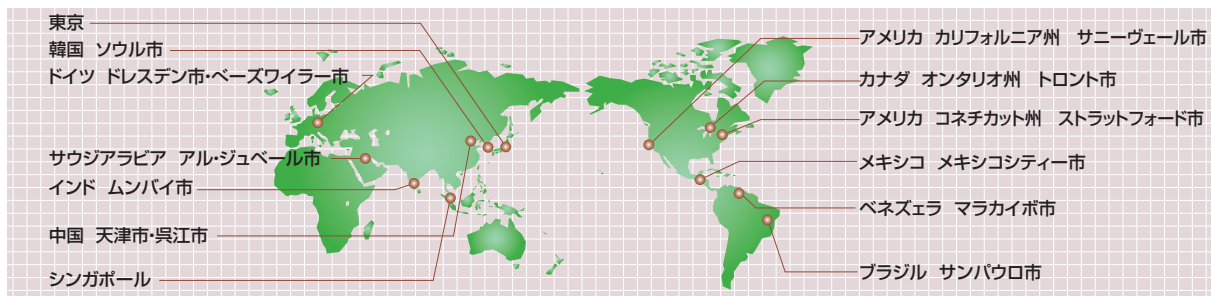 東京
韓国 ソウル市
ドイツ ドレスデン市・ベーズワイラー市
サウジアラビア アル・ジュベール市
インド ムンバイ市
中国 天津市・呉江市
シンガポール
アメリカ カリフォルニア州 サニーヴェール市
カナダ オンタリオ州 トロント市
アメリカ コネチカット州 ストラットフォード市
メキシコ メキシコシティー市
ベネズェラ マラカイボ市
ブラジル サンパウロ市